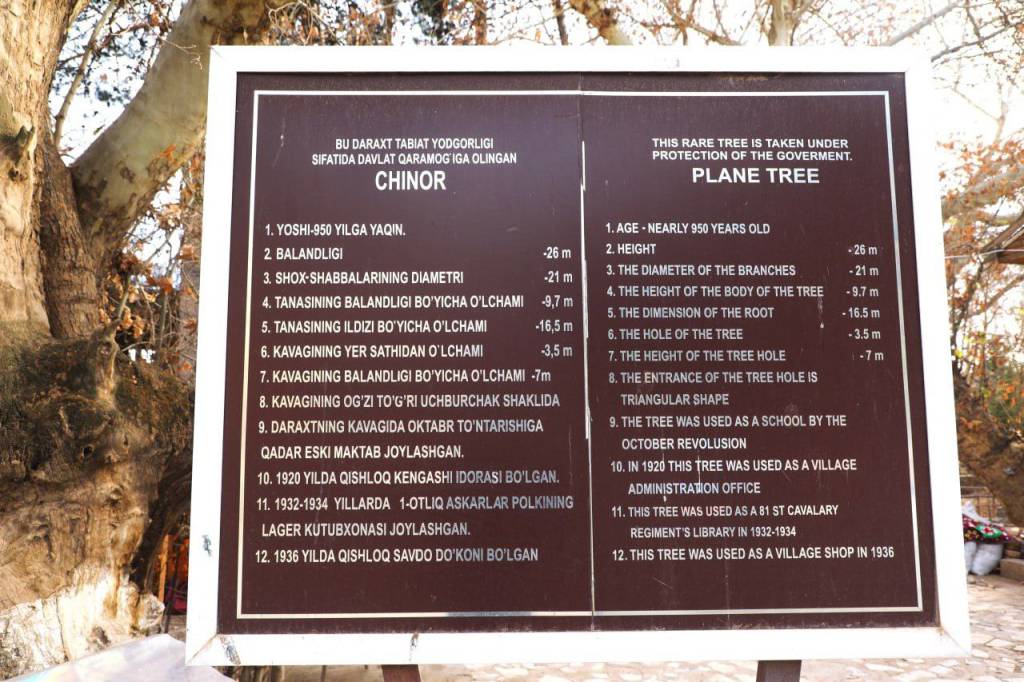 BU DARAXT TABIAT YODGORLIGI
SIFATIDA DAVLAT QARAMOG`IGA OLINGAN
CHINOR
1. YOSHI-950 YILGA YAQIN.
2. BALANDLIGI -26 m
3. SHOX-SHABBALARINING DIAMETRI -21 m
4. TANASINING BALANDLIGI BO'YICHA O'LCHAMI -9,7 m
5. TANASINING ILDIZI BO`YICHA O'LCHAMI -16,5 m
6. KAVAGINING YER SATHIDAN O`LCHAMI -3,5 m
7. KAVAGINING BALANDLIGI BO'YICHA O'LCHAMI -7m
8. KAVAGINING OG'ZI TO'G'RI UCHBURCHAK SHAKLIDA
9. DARAXTNING KAVAGIDA OKTABR TO'NTARISHIGA
QADAR ESKI MAKTAB JOYLASHGAN.
10. 1920 YILDA QISHLOQ KENGASHI IDORASI BO'LGAN.
11. 1932-1934 YILLARDA 1-OTLIQ ASKARLAR POLKINING
LAGER KUTUBXONASI JOYLASHGAN.
12. 1936 YILDA QISHLOQ SAVDO DO'KONI BO'LGAN
THIS RARE TREE IS TAKEN UNDER
PROTECTION OF THE GOVERMENT.
PLANE TREE
1. AGE - NEARLY 950 YEARS OLD
2. HEIGHT - 26 m
3. THE DIAMETER OF THE BRANCHES - 21 m
4. THE HEIGHT OF THE BODY OF THE TREE - 9.7 m
5. THE DIMENSION OF THE ROOT - 16.5 m
6. THE HOLE OF THE TREE - 3.5 m
7. THE HEIGHT OF THE TREE HOLE - 7 m
8. THE ENTRANCE OF THE TREE HOLE IS
TRIANGULAR SHAPE
9. THE TREE WAS USED AS A SCHOOL BY THE
OCTOBER REVOLUSION
10. IN 1920 THIS TREE WAS USED AS A VILLAGE
ADMINISTRATION OFFICE
11. THIS TREE WAS USED AS A 81 ST CAVALARY
REGIMENT'S LIBRARY IN 1932-1934
12. THIS TREE WAS USED AS A VILLAGE SHOP IN 1936